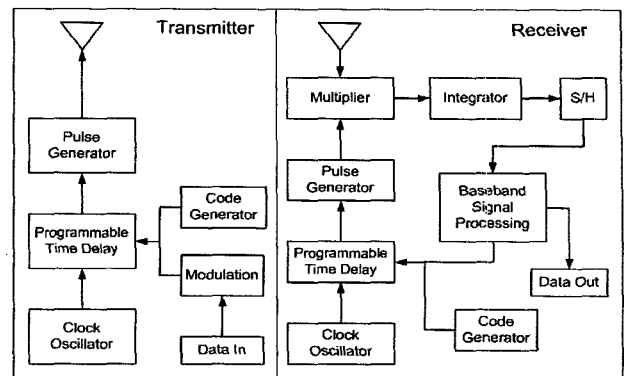 Transmitter
Pulse
Generator
Code
Generator
Programmable
Time Delay
Modulation
Clock
Oscillator
Data In
Receiver
Multiplier
Integrator
S/H
Pulse
Generator
Baseband
Signal
Processing
Programmable
Time Delay
Data Out
Clock
Oscillator
Code
Generator